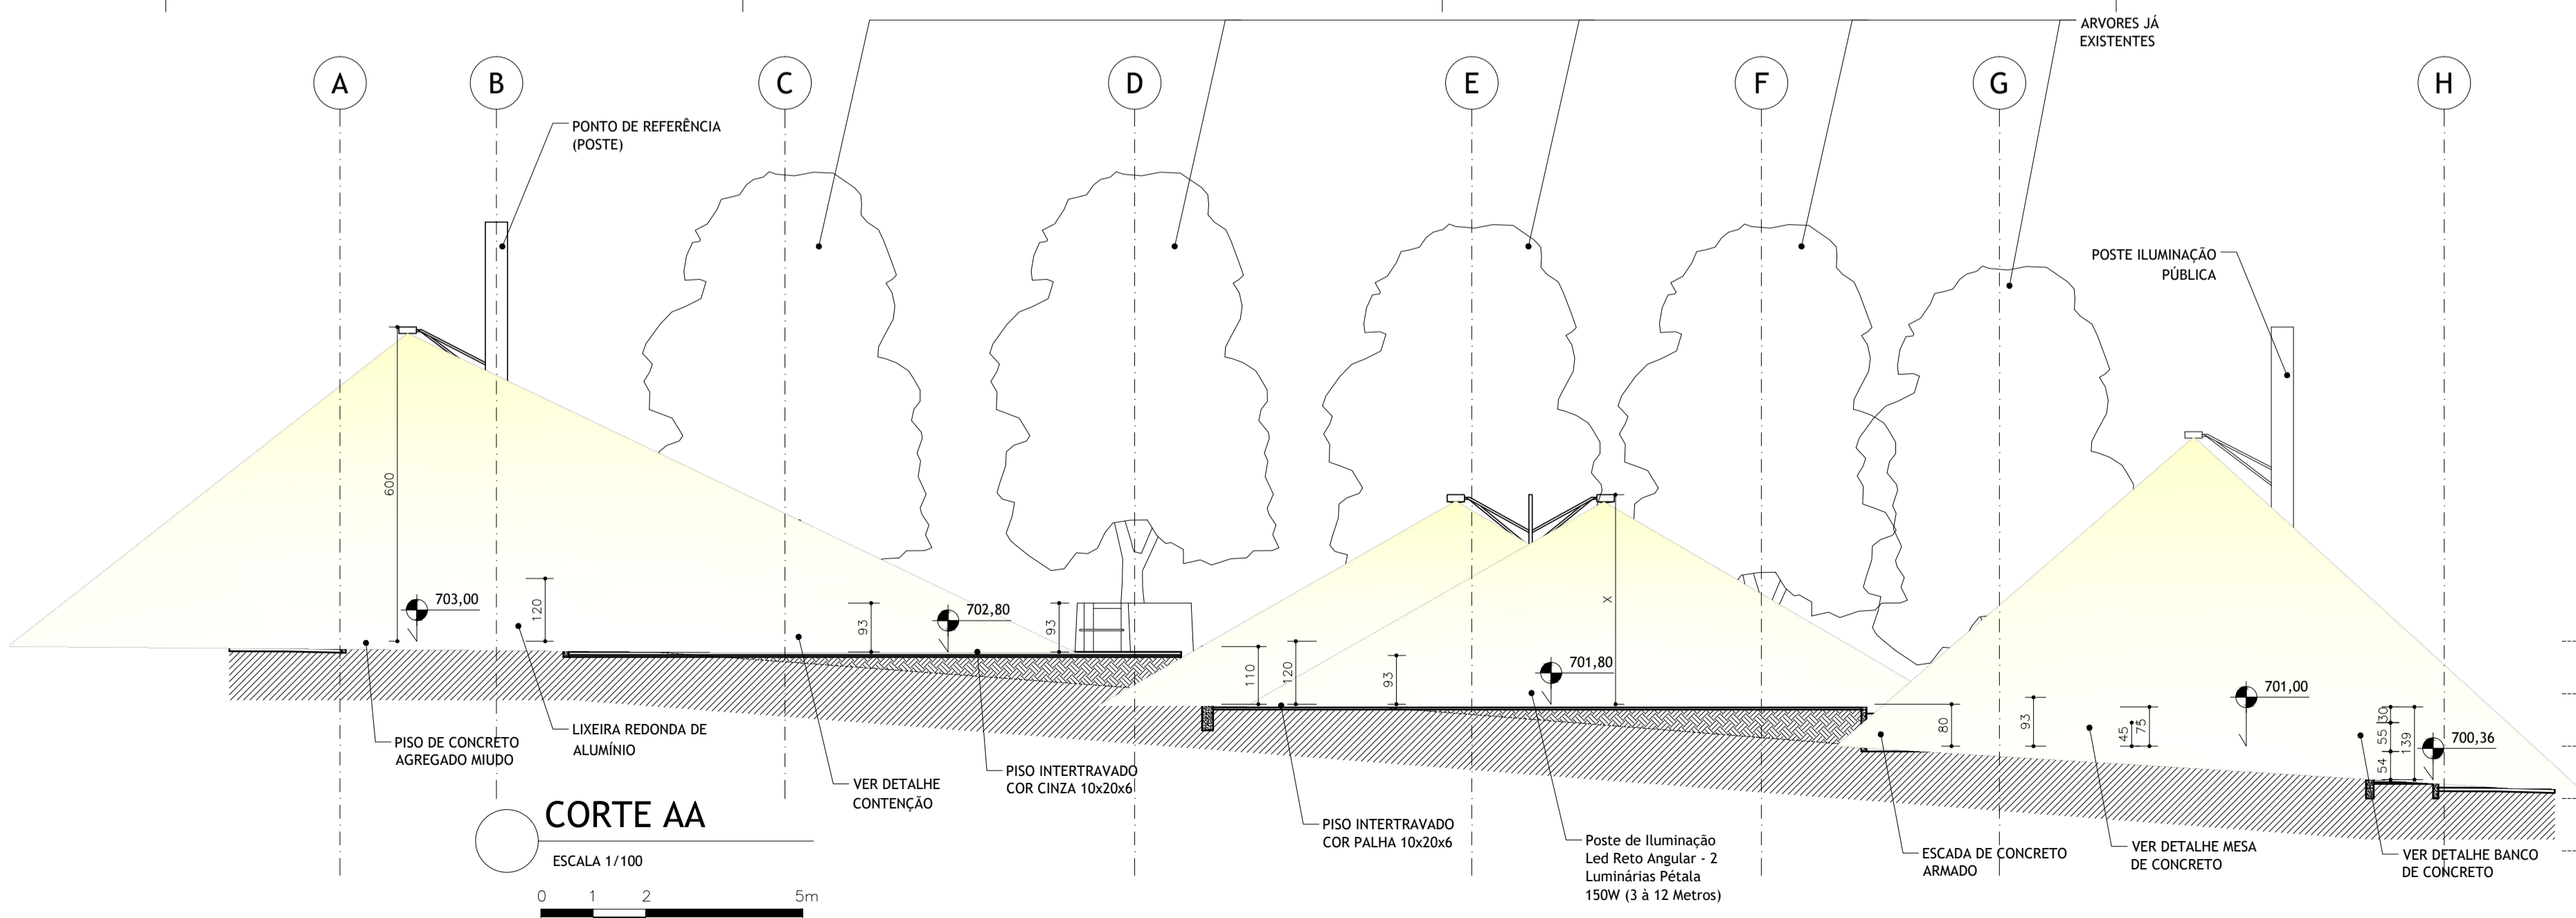 ARVORES JÁ
EXISTENTES
A
B
C
D
E
F
G
H
PONTO DE REFERÊNCIA
(POSTE)
POSTE ILUMINAÇÃO
PÚBLICA
600
703,00
120
93
702,80
93
110
120
93
701,80
X
80
93
45
75
701,00
30
55
54
139
700,36
PISO DE CONCRETO
AGREGADO MIUDO
LIXEIRA REDONDA DE
ALUMÍNIO
VER DETALHE
CONTENÇÃO
PISO INTERTRAVADO
COR CINZA 10x20x6
PISO INTERTRAVADO
COR PALHA 10x20x6
Poste de Iluminação
Led Reto Angular - 2
Luminárias Pétala
150W (3 à 12 Metros)
ESCADA DE CONCRETO
ARMADO
VER DETALHE MESA
DE CONCRETO
VER DETALHE BANCO
DE CONCRETO
CORTE AA
ESCALA 1/100
0 1 2 5m